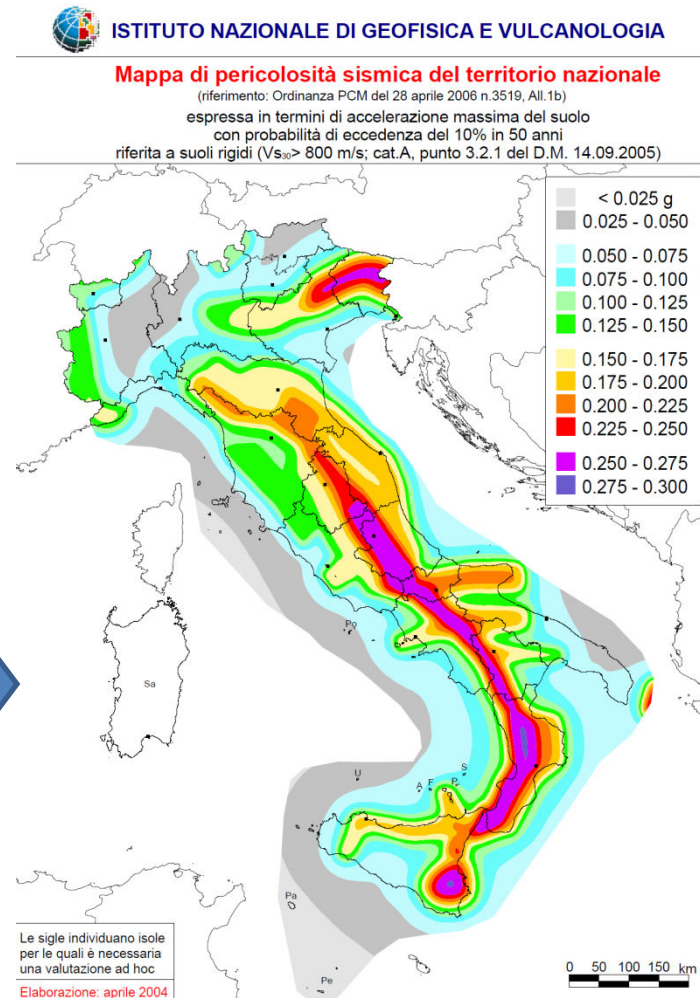 ISTITUTO NAZIONALE DI GEOFISICA E VULCANOLOGIA
Mappa di pericolosità sismica del territorio nazionale
(riferimento: Ordinanza PCM del 28 aprile 2006 n.3519, All.1b)
espressa in termini di accelerazione massima del suolo
con probabilità di eccedenza del 10% in 50 anni
riferita a suoli rigidi (Vs30> 800 m/s; cat.A, punto 3.2.1 del D.M. 14.09.2005)
< 0.025 g
0.025 - 0.050
0.050 - 0.075
0.075 - 0.100
0.100 - 0.125
0.125 - 0.150
0.150 - 0.175
0.175 - 0.200
0.200 - 0.225
0.225 - 0.250
0.250 - 0.275
0.275 - 0.300
Po
Sa
U
S
A F P
Pa
Pe
Le sigle individuano isole
per le quali è necessaria
una valutazione ad hoc
Elaborazione: aprile 2004
0 50 100 150 km